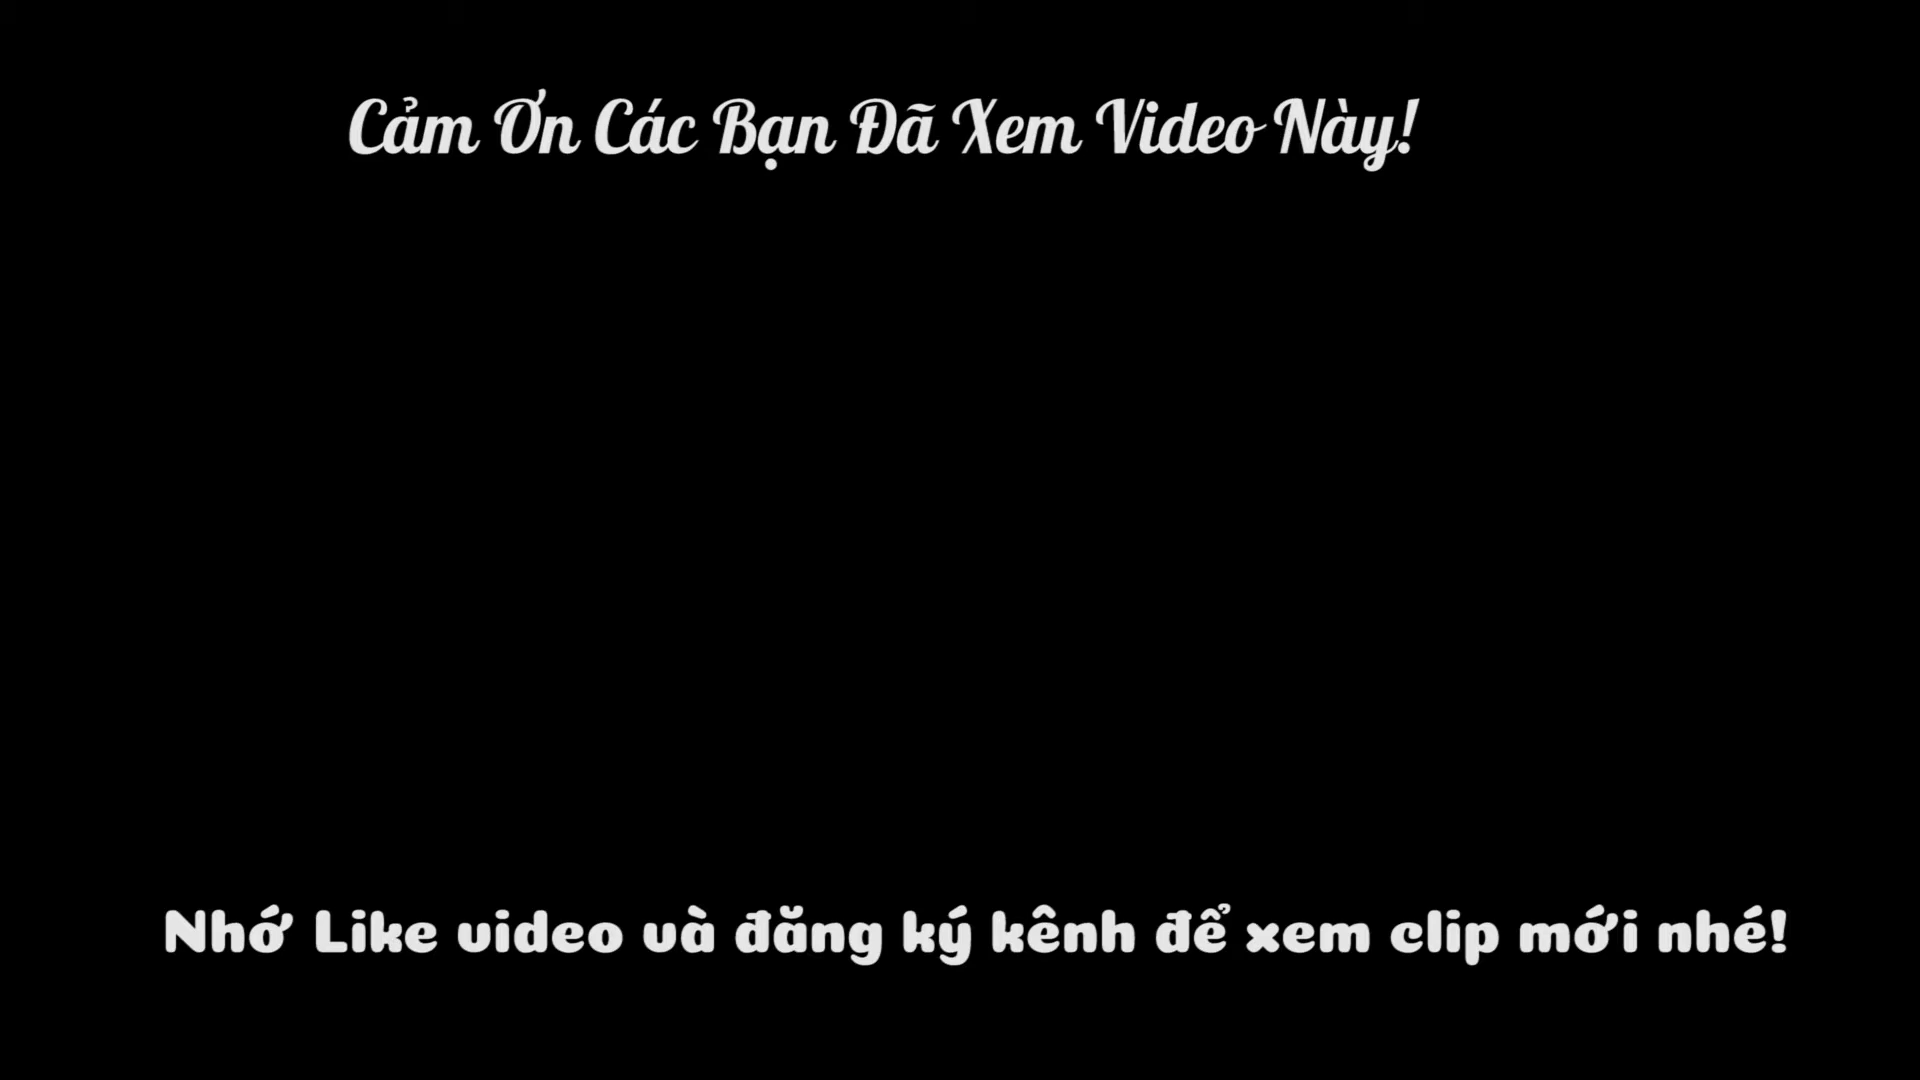 Cảm Ơn Các Bạn Đã Xem Video Này!
Nhớ Like video và đăng ký kênh để xem clip mới nhé!